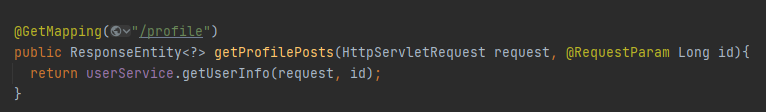 @GetMapping("/profile")
public ResponseEntity<?> getProfilePosts(HttpServletRequest request, @RequestParam Long id){
return userService.getUserInfo(request, id);
}